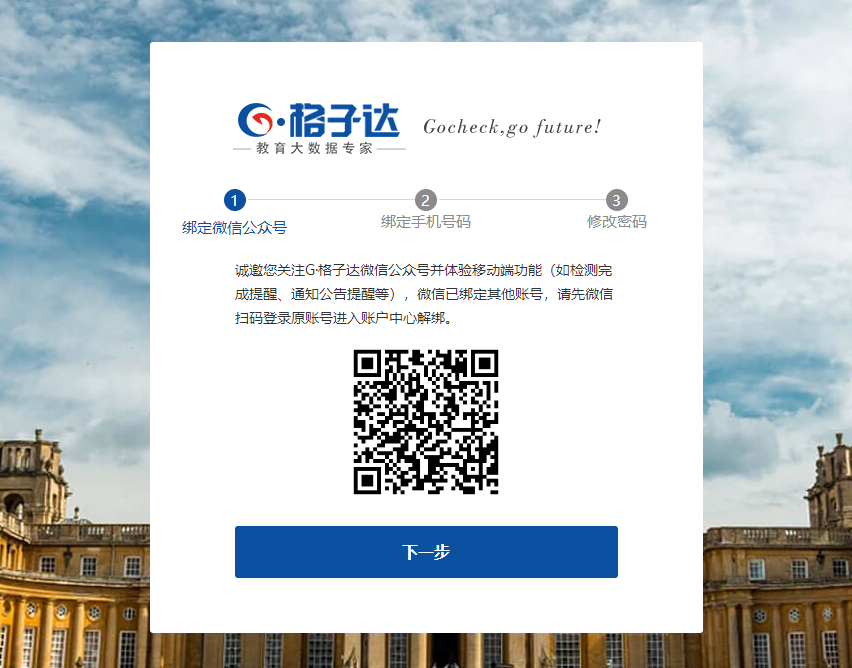 G·格子达
教育大数据专家
Gocheck,go future!
1
2
3
绑定微信公众号
绑定手机号码
修改密码
诚邀您关注G·格子达微信公众号并体验移动端功能（如检测完
成提醒、通知公告提醒等），微信已绑定其他账号，请先微信
扫码登录原账号进入账户中心解绑。
下一步